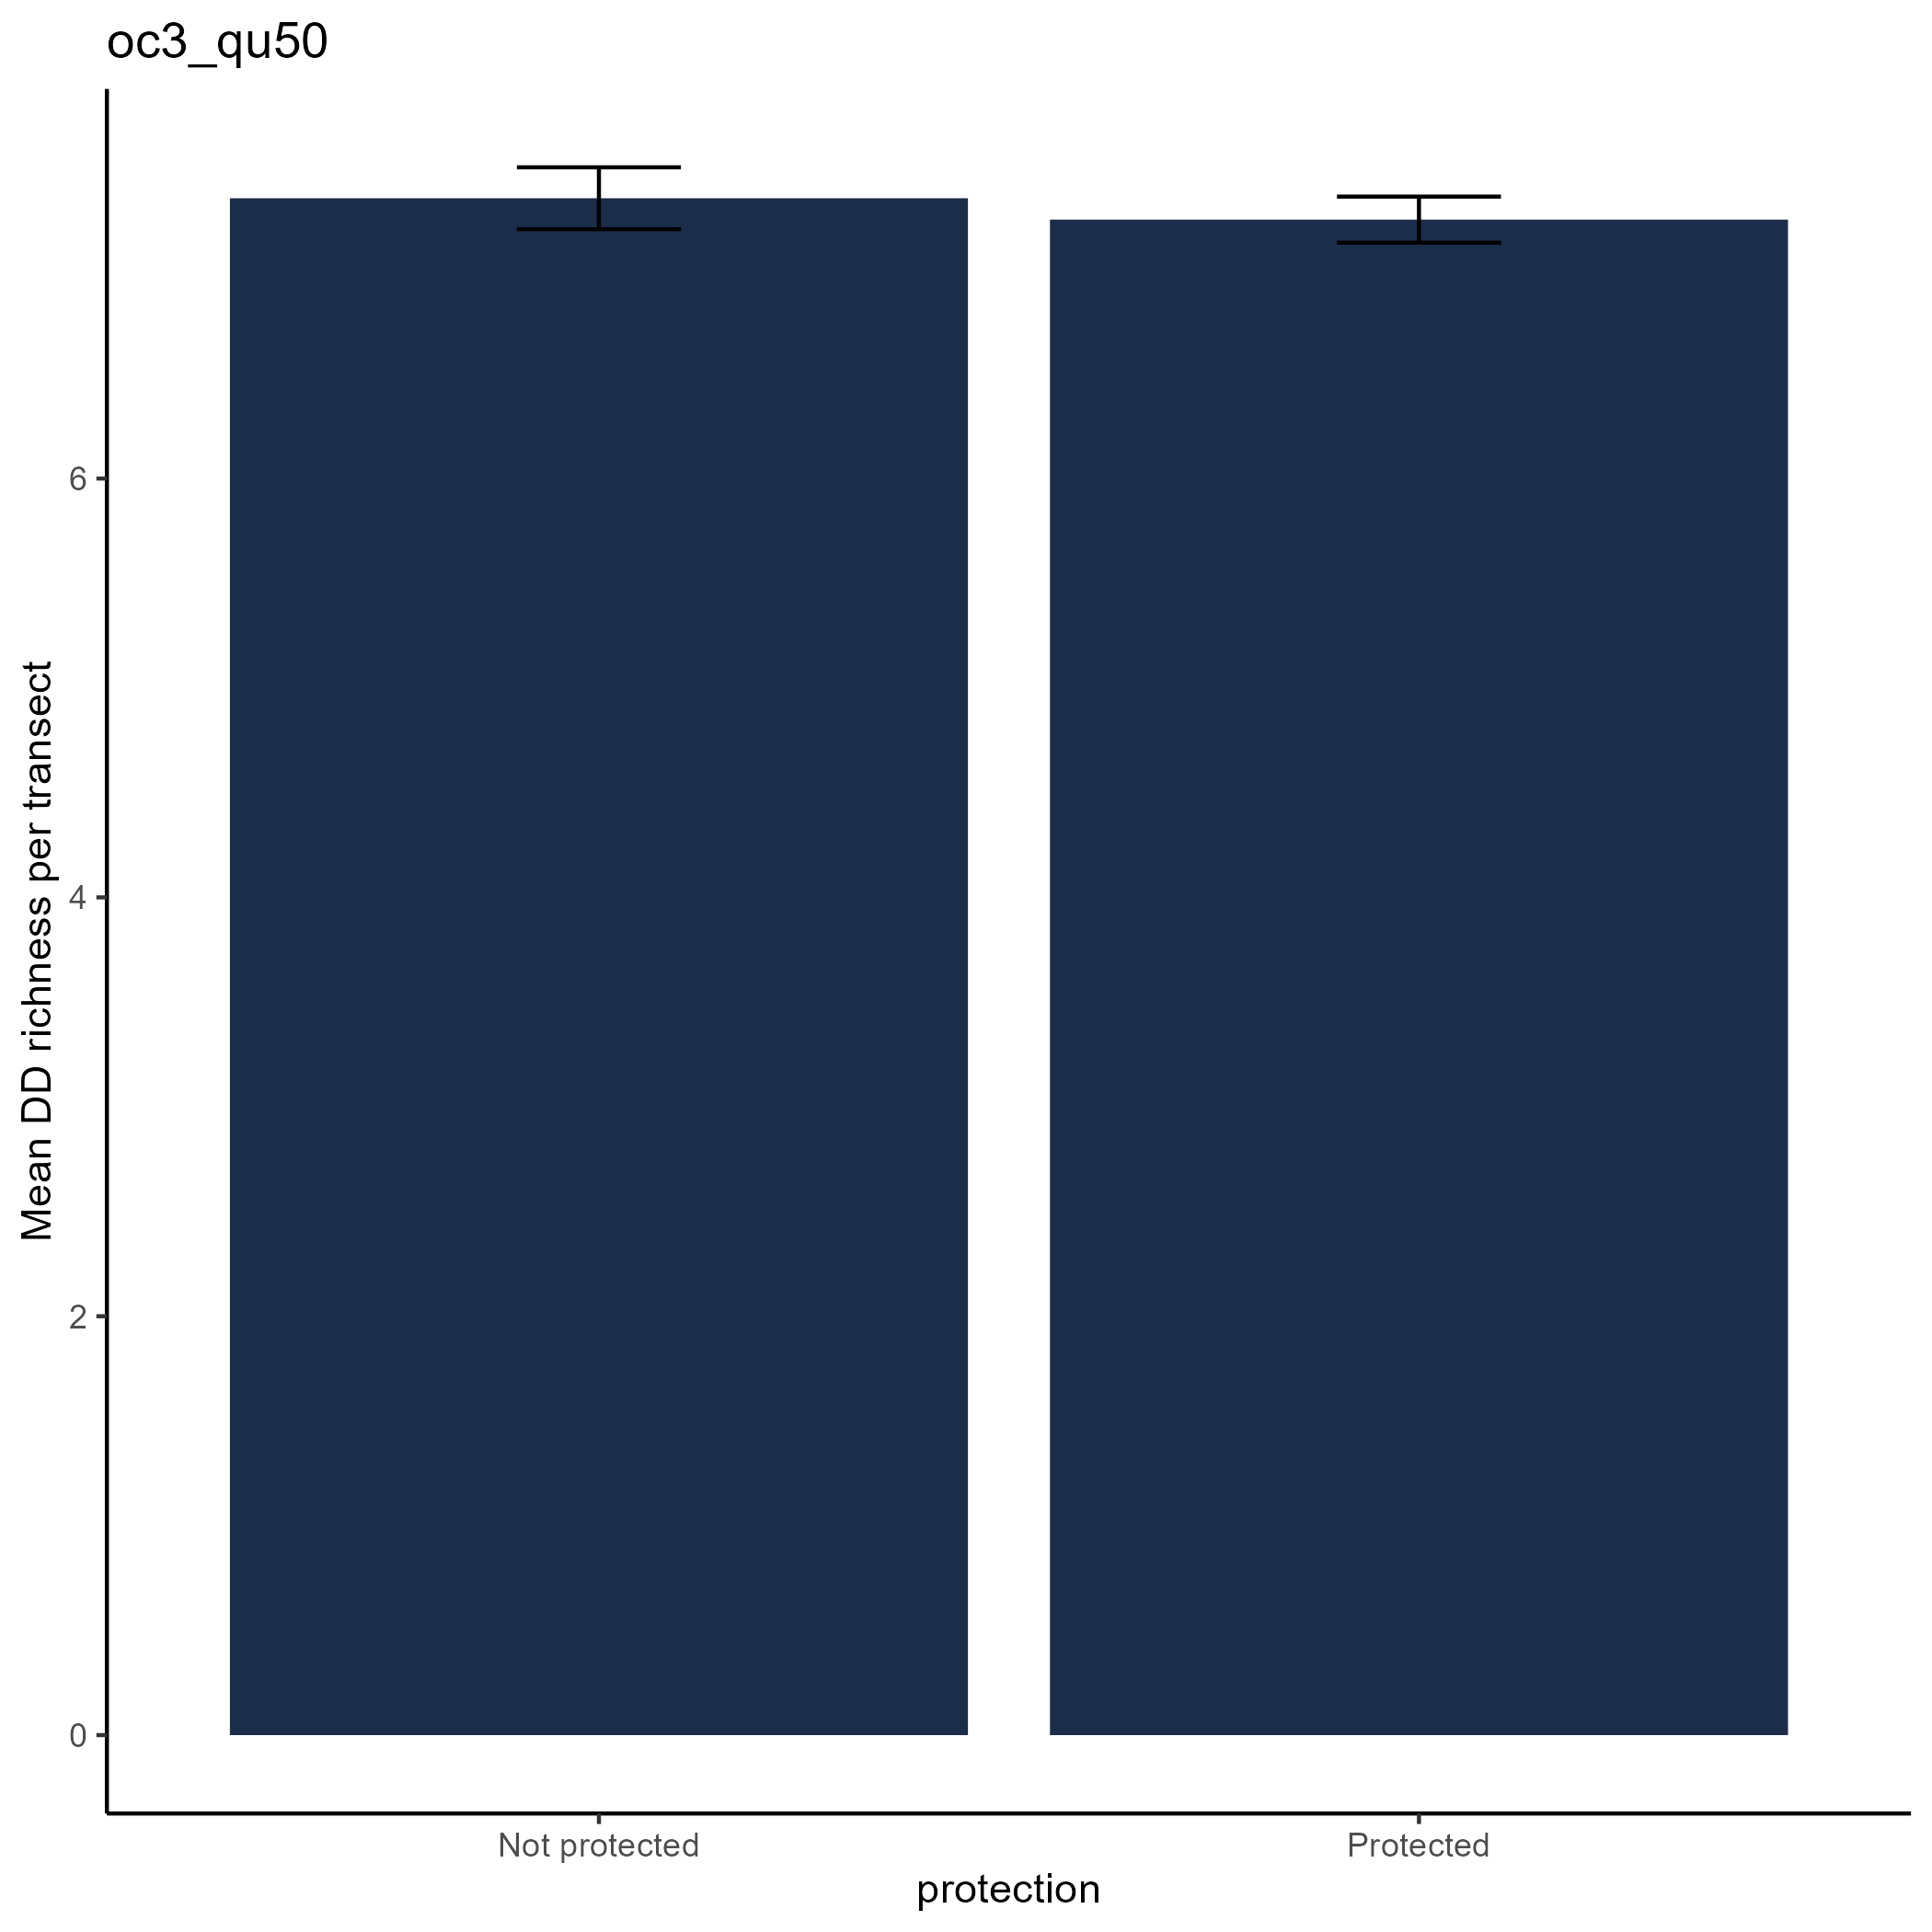 oc3_qu50
Mean DD richness per transect
6
4
2
0
Not protected
Protected
protection